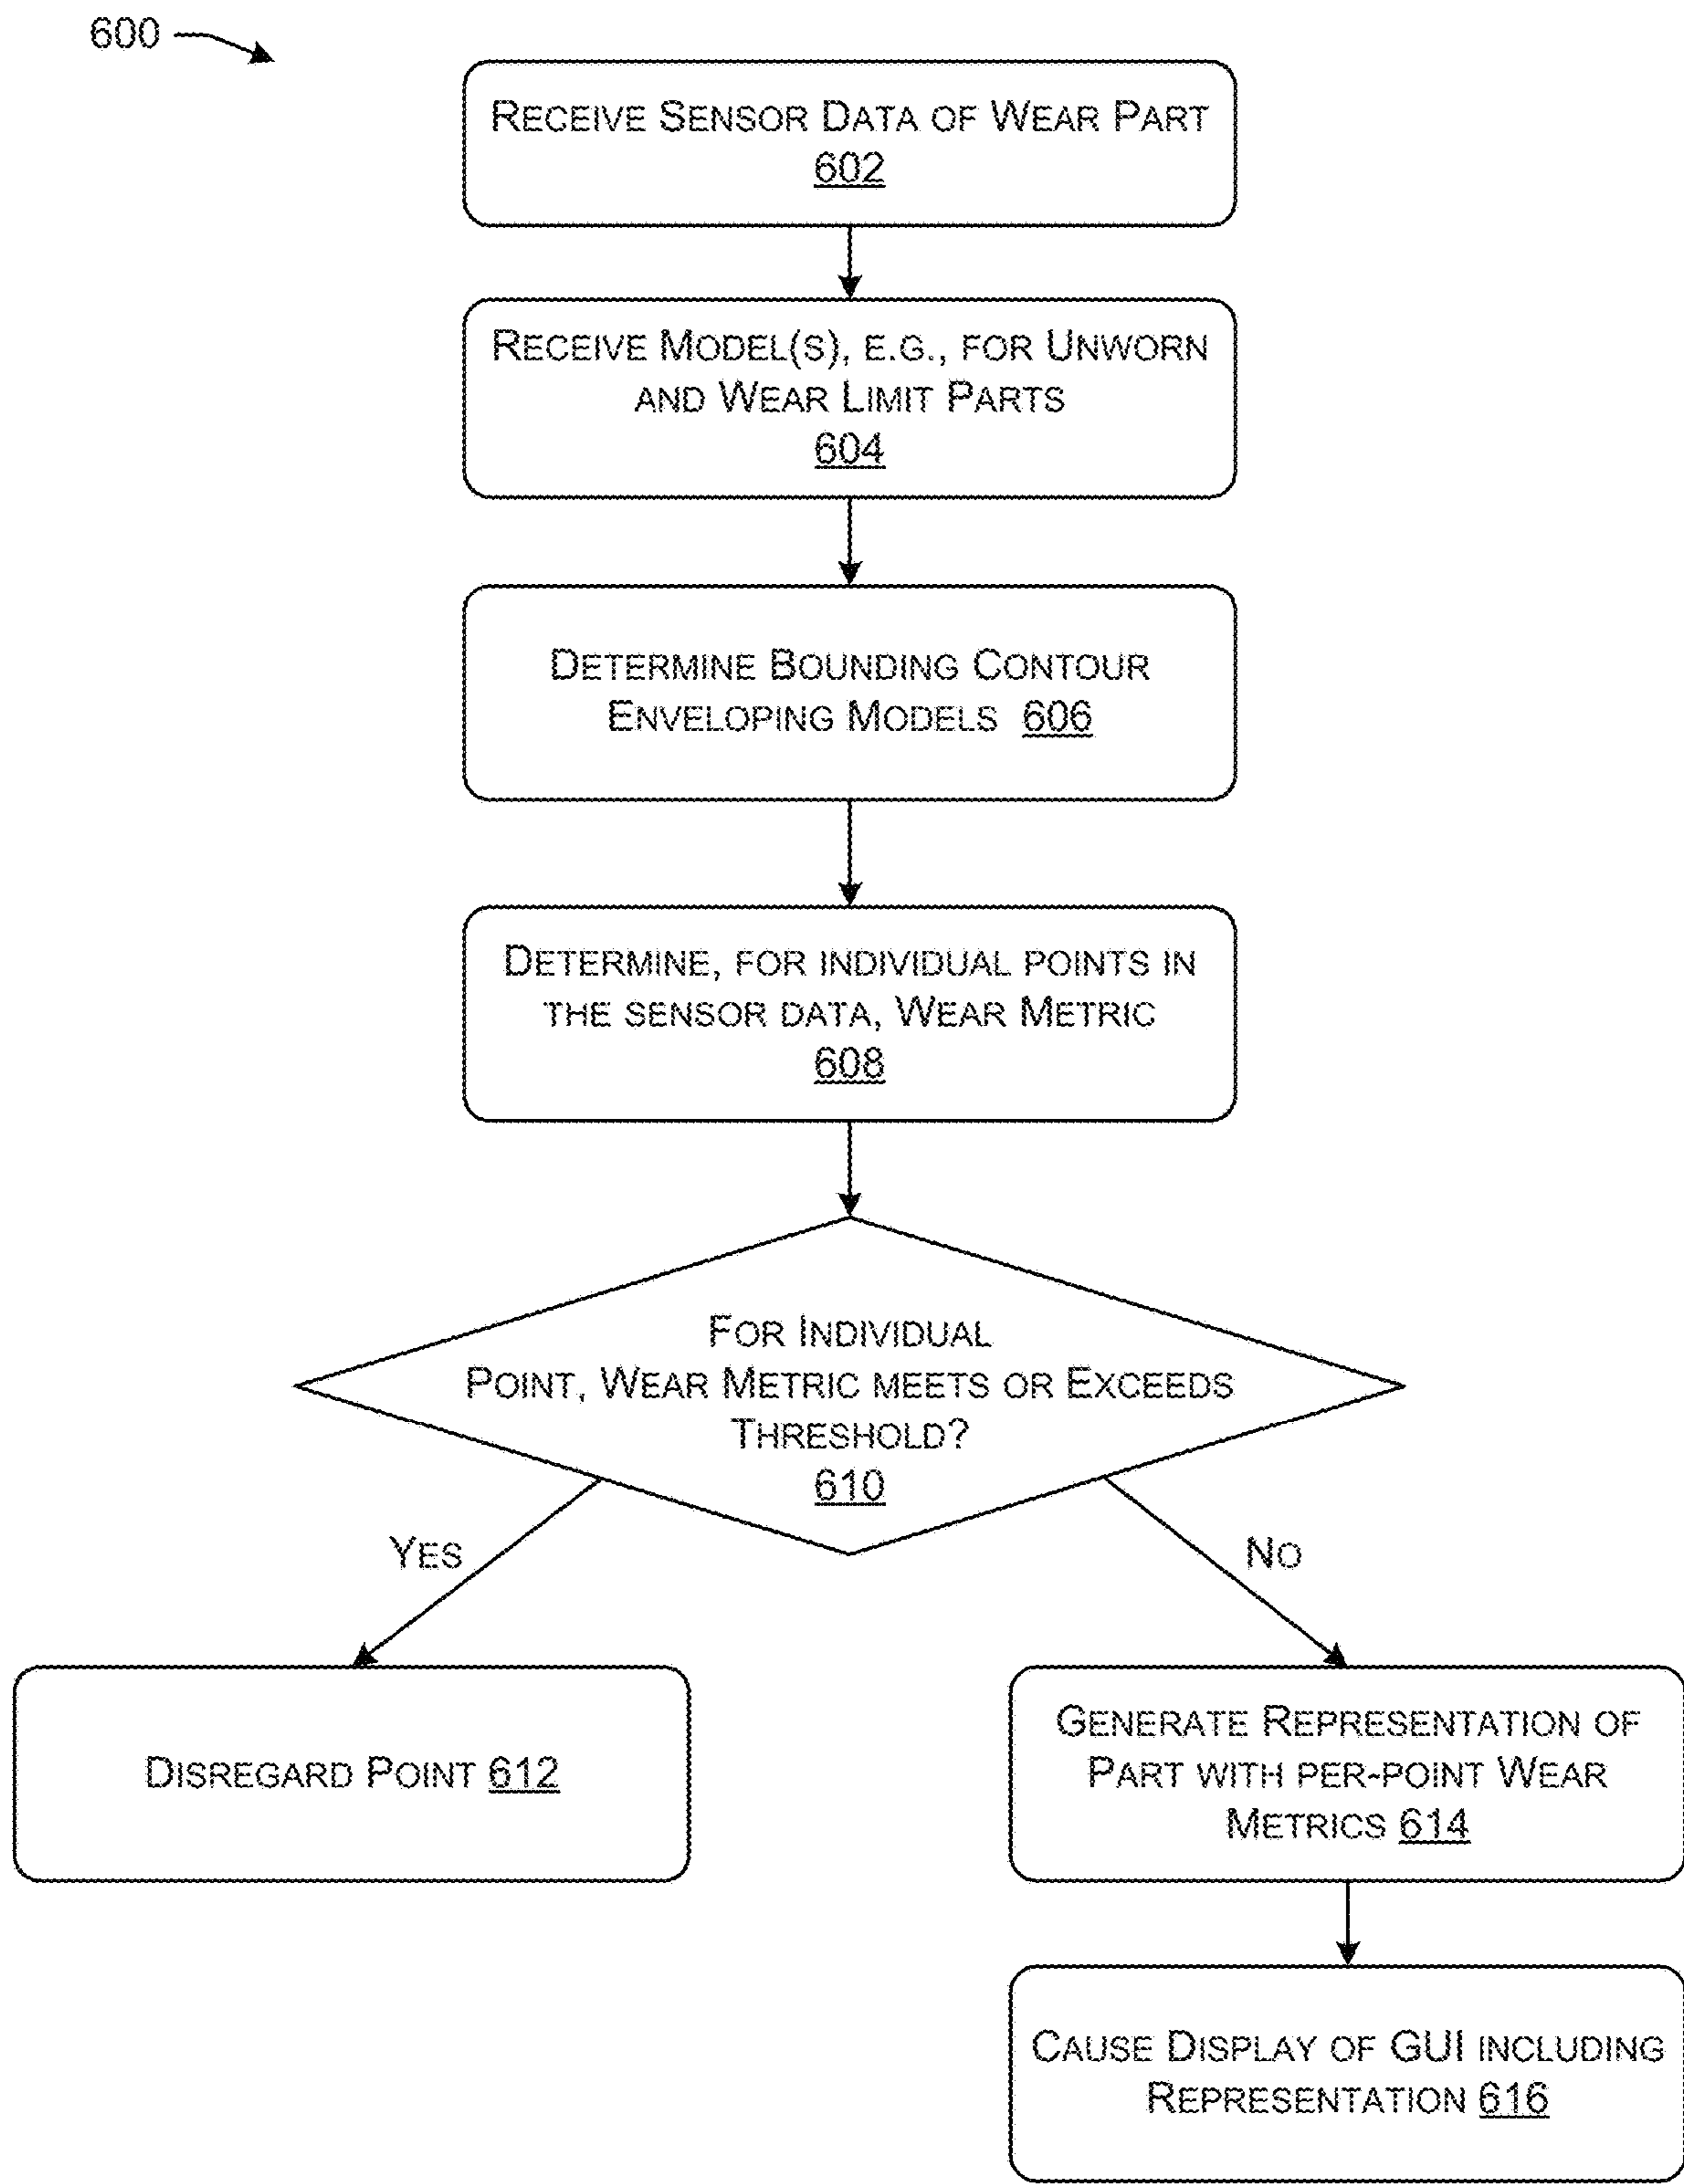 600
RECEIVE SENSOR DATA OF WEAR PART
602
RECEIVE MODEL(S), E.G., FOR UNWORN
AND WEAR LIMIT PARTS
604
DETERMINE BOUNDING CONTOUR
ENVELOPING MODELS 606
DETERMINE, FOR INDIVIDUAL POINTS IN
THE SENSOR DATA, WEAR METRIC
608
FOR INDIVIDUAL
POINT, WEAR METRIC MEETS OR EXCEEDS
THRESHOLD?
610
YES
NO
DISREGARD POINT 612
GENERATE REPRESENTATION OF
PART WITH PER-POINT WEAR
METRICS 614
CAUSE DISPLAY OF GUI INCLUDING
REPRESENTATION 616